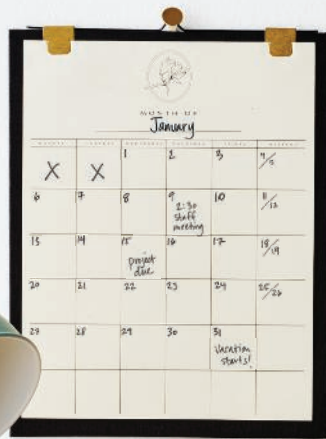 MONTH OF
January
X X 1 2 3 4/5
6 7 8 9 10 11/12
2:30
staff
meeting
13 14 15 16 17 18/19
project
due
20 21 22 23 24 25/26
27 28 29 30 31
Vacation
starts!